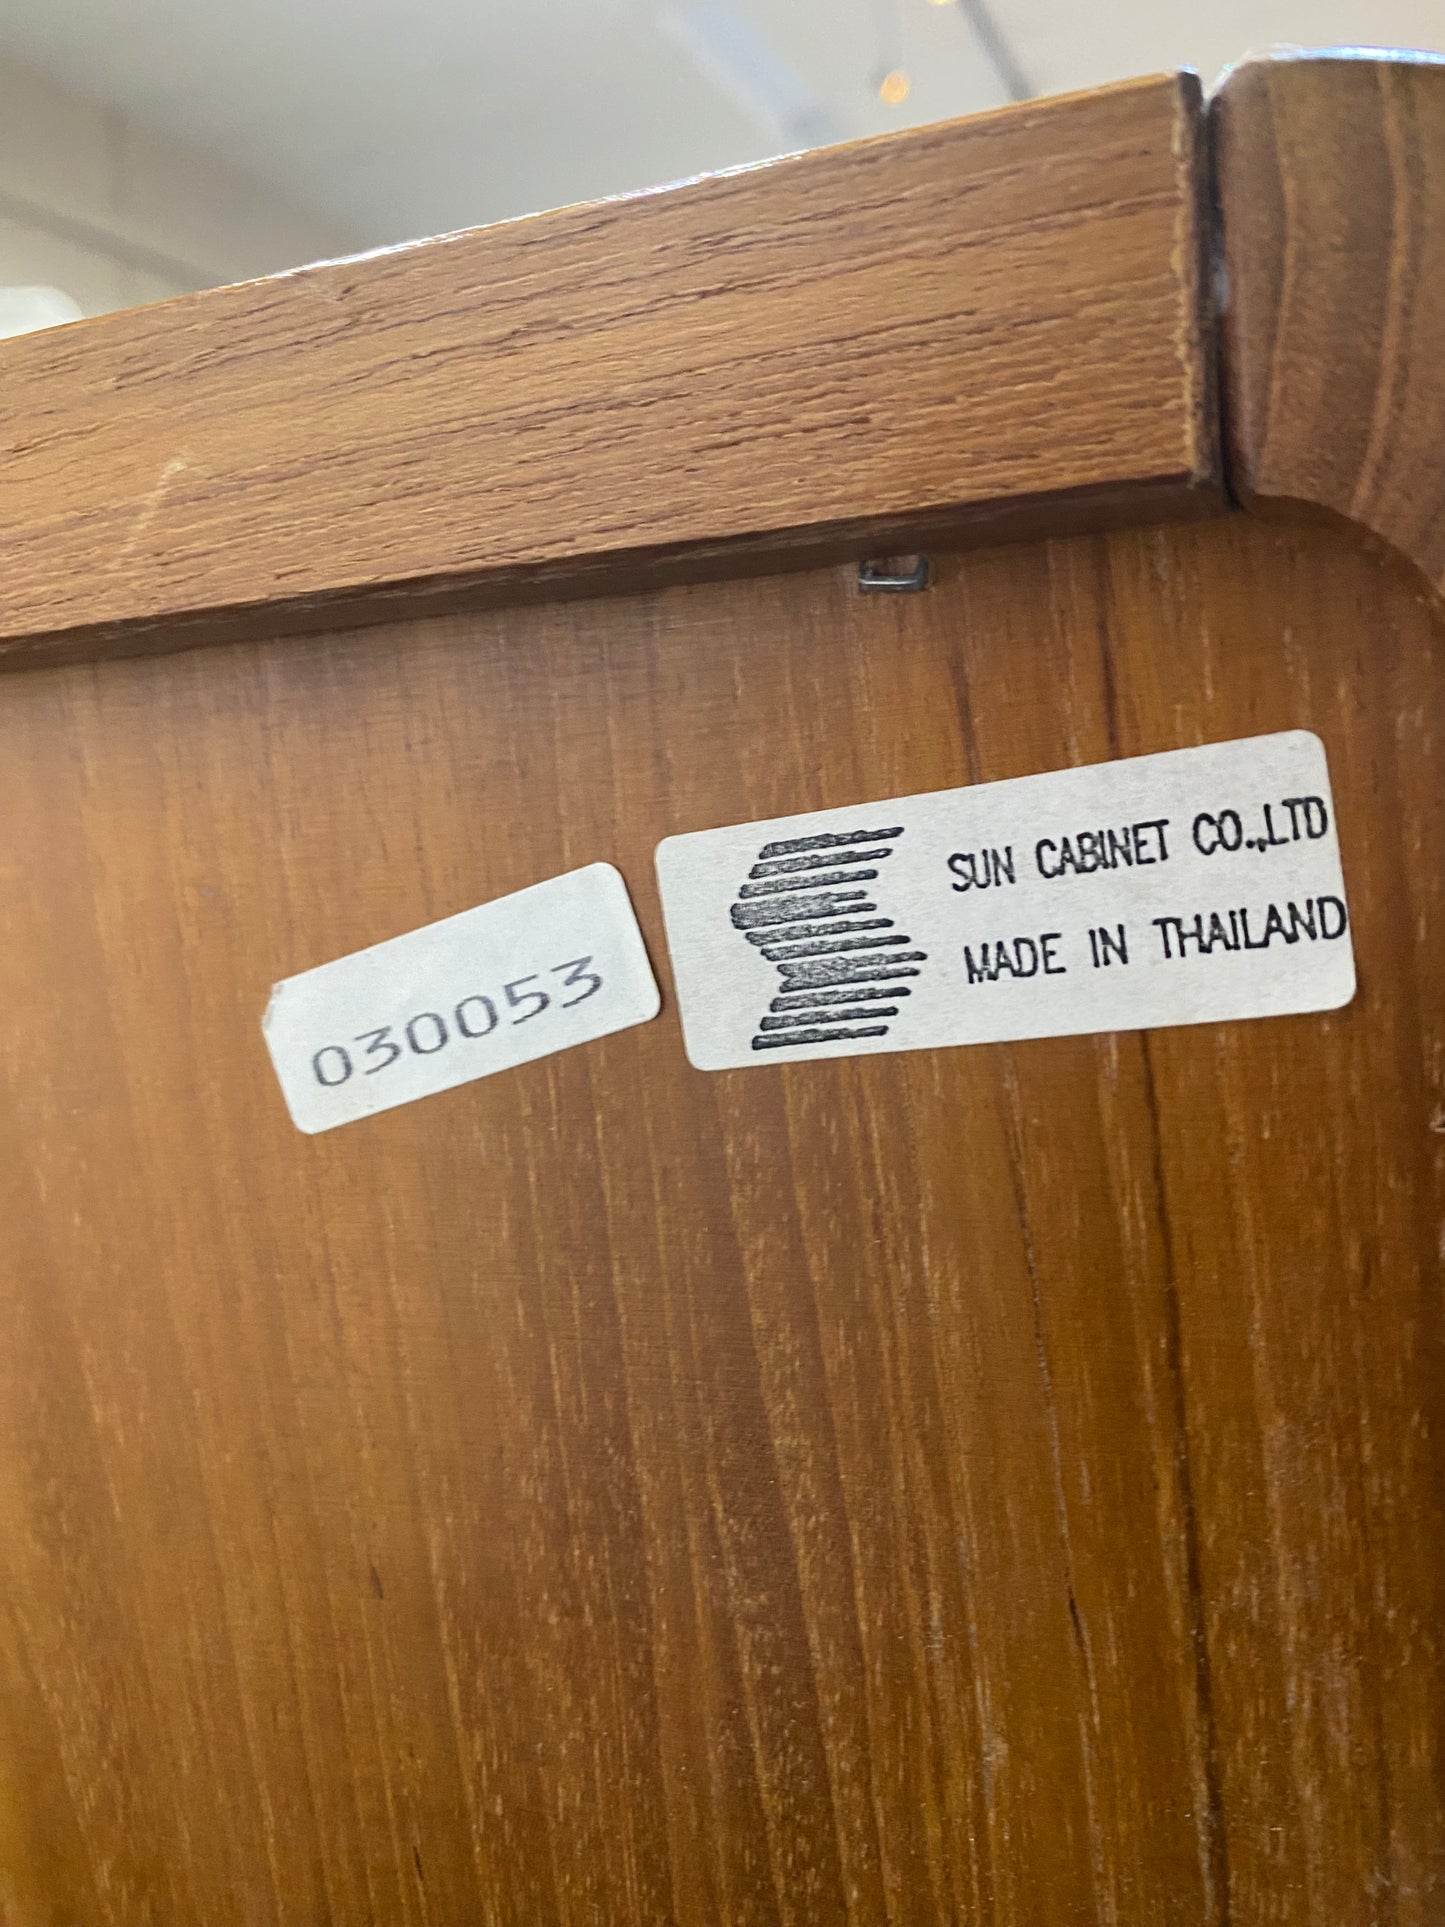 030053
SUN CABINET CO.,LTD
MADE IN THAILAND